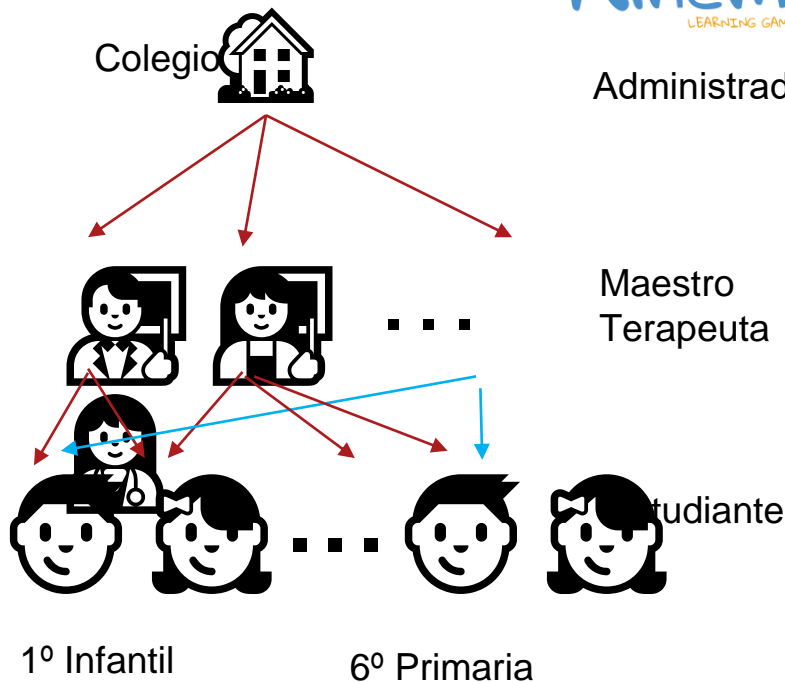 LEARNING GAM
Colegio
Administrad
Maestro
Terapeuta
tudiante
1º Infantil
6º Primaria